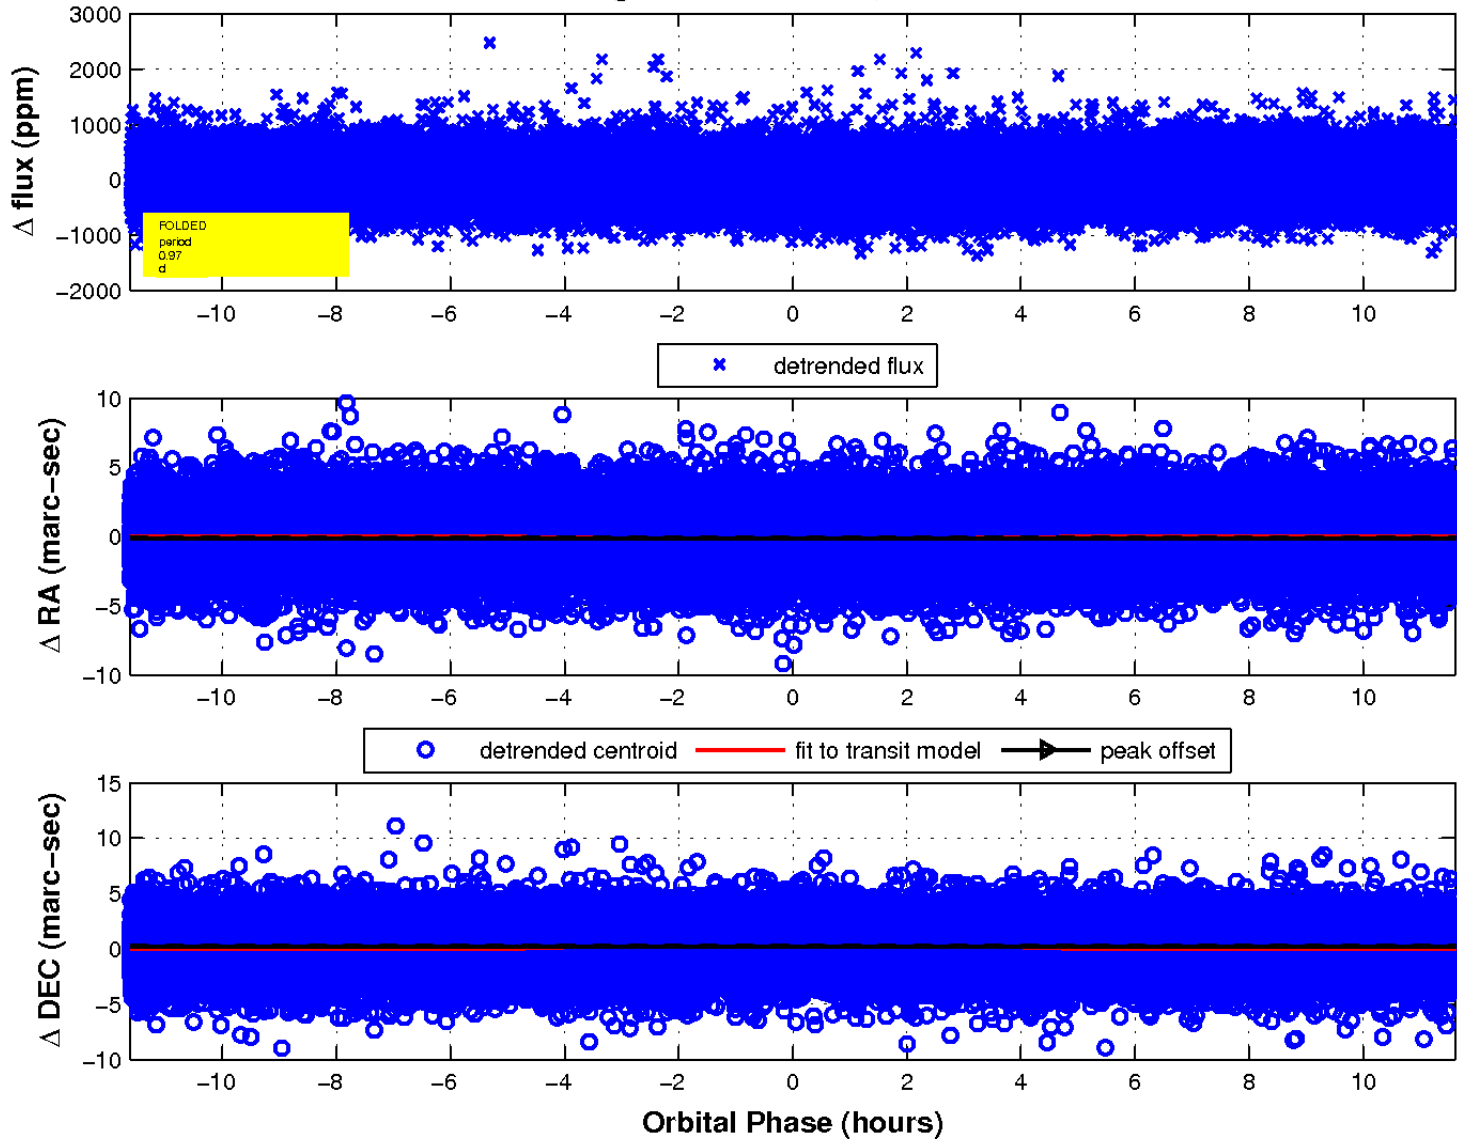 3000
2000
1000
0
−1000
−2000
Δ flux (ppm)
FOLDED
period
0.97
d
−10 −8 −6 −4 −2 0 2 4 6 8 10
detrended flux
10
5
0
−5
−10
Δ RA (marc−sec)
−10 −8 −6 −4 −2 0 2 4 6 8 10
detrended centroid fit to transit model peak offset
15
10
5
0
−5
−10
Δ DEC (marc−sec)
−10 −8 −6 −4 −2 0 2 4 6 8 10
Orbital Phase (hours)